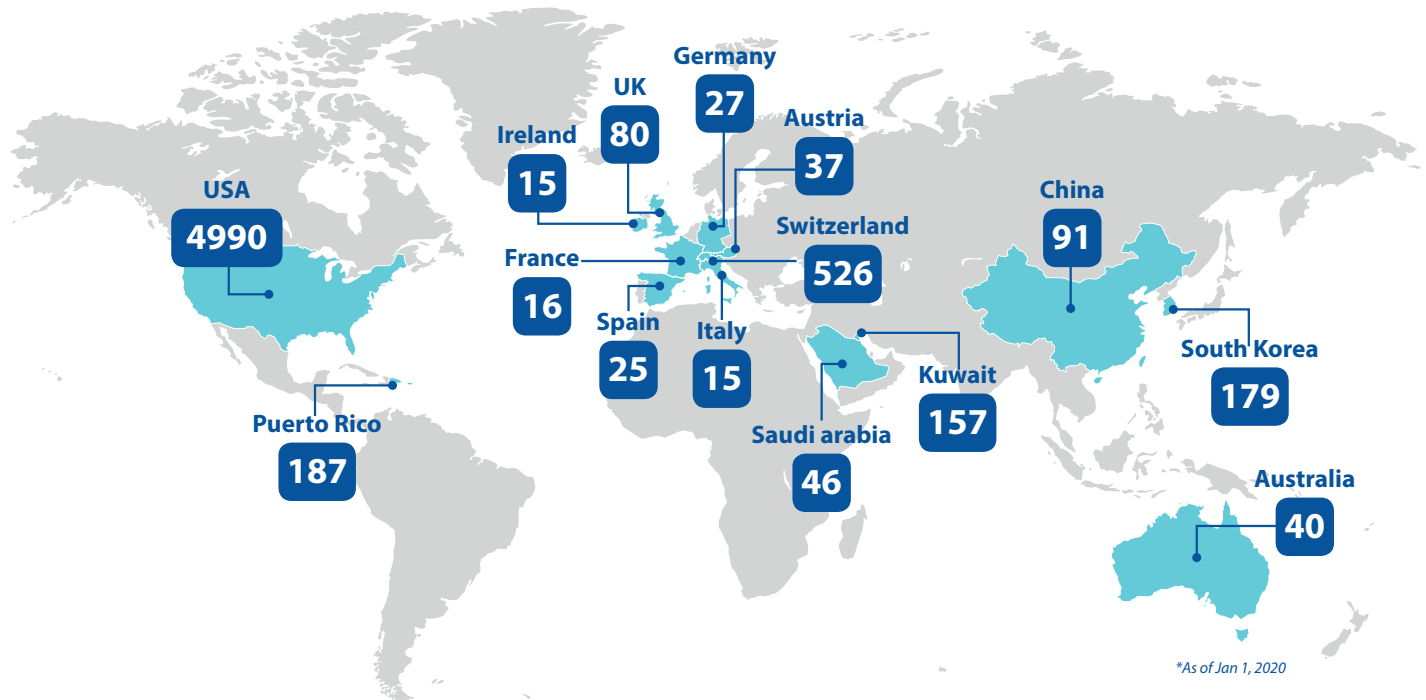 Germany
27
UK
80
Austria
37
Ireland
15
USA
4990
China
91
Switzerland
526
France
16
Spain
25
Italy
15
South Korea
179
Kuwait
157
Puerto Rico
187
Saudi arabia
46
Australia
40
*As of Jan 1, 2020